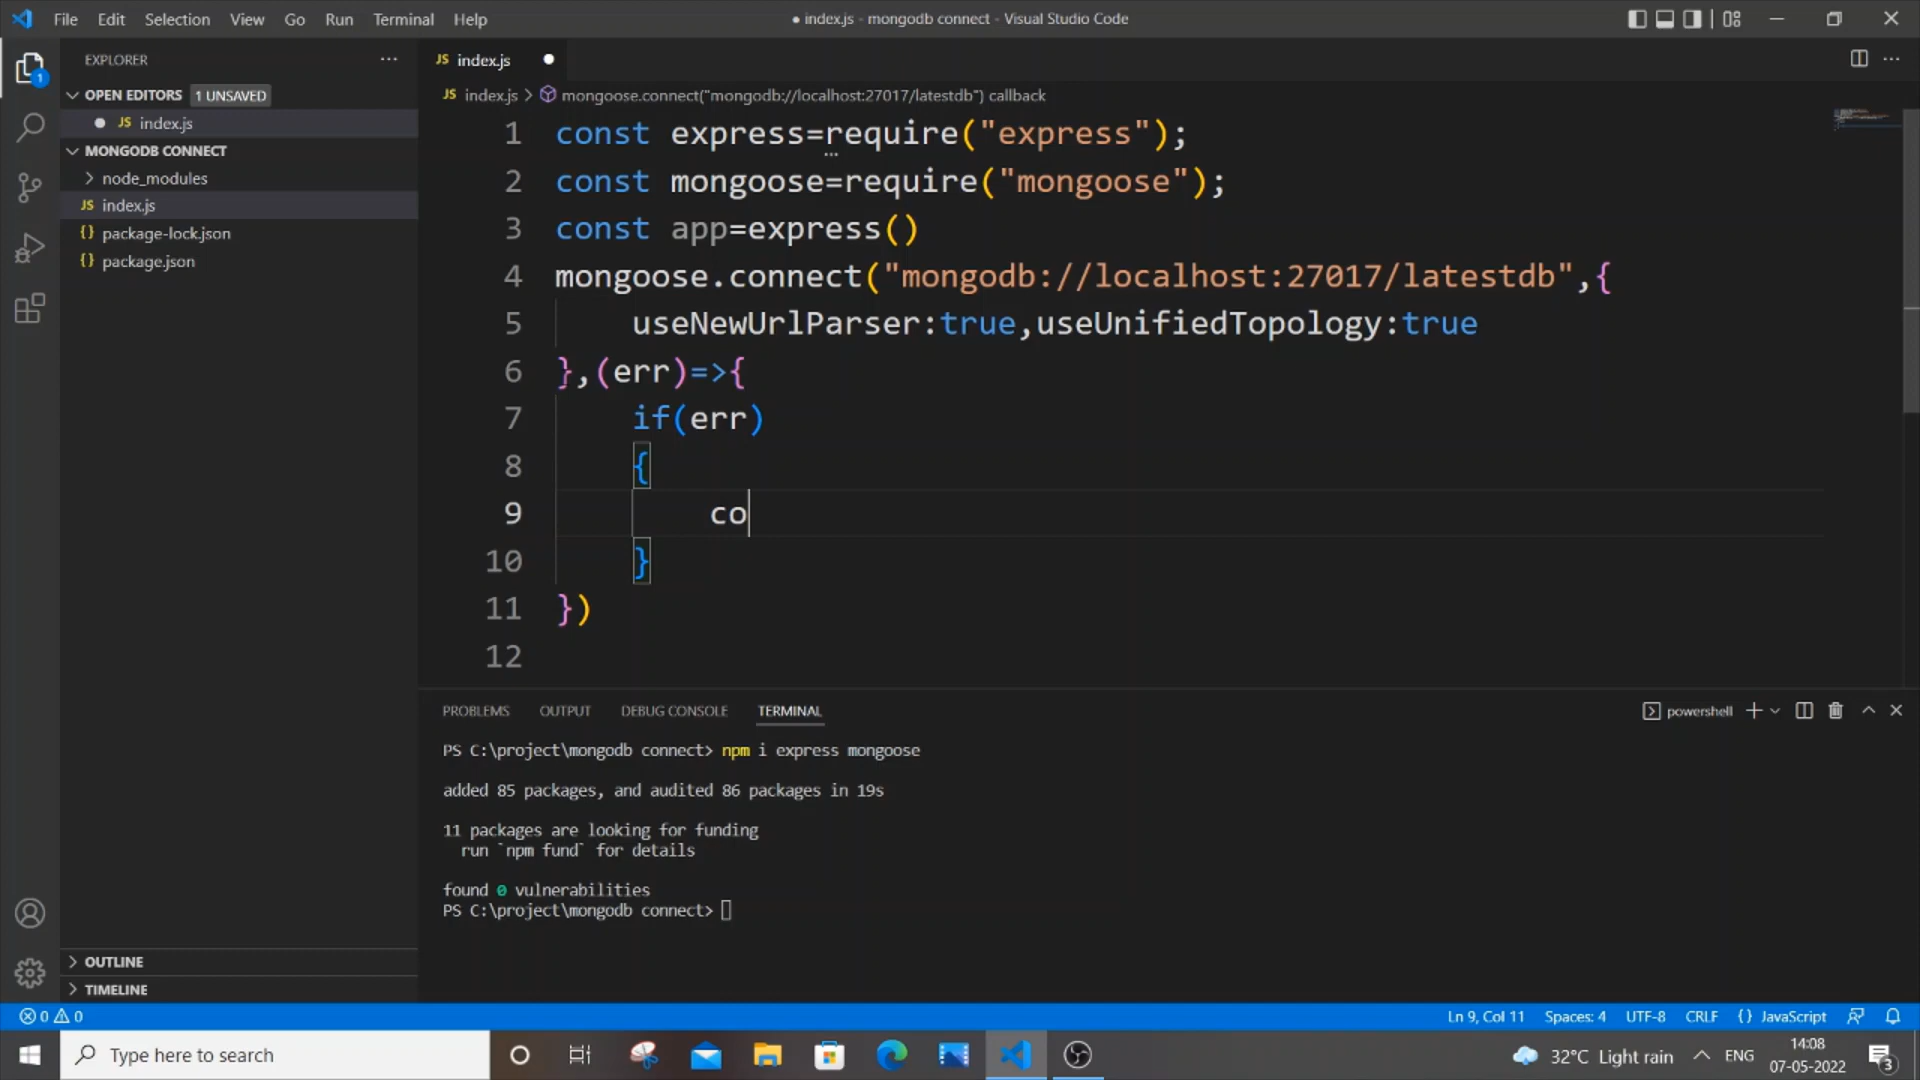 File Edit Selection View Go Run Terminal Help
● index.js - mongodb connect - Visual Studio Code
EXPLORER
OPEN EDITORS 1 UNSAVED
JS index.js
MONGODB CONNECT
node_modules
JS index.js
{} package-lock.json
{} package.json
OUTLINE
TIMELINE
1
JS index.js
JS index.js > mongoose.connect("mongodb://localhost:27017/latestdb") callback
1 const express=require("express");
2 const mongoose=require("mongoose");
3 const app=express()
4 mongoose.connect("mongodb://localhost:27017/latestdb",{
5 useNewUrlParser:true,useUnifiedTopology:true
6 },(err)=>{
7 if(err)
8 {
9 co
10 }
11 })
12
PROBLEMS OUTPUT DEBUG CONSOLE TERMINAL
powershell
PS C:\project\mongodb connect> npm i express mongoose
added 85 packages, and audited 86 packages in 19s
11 packages are looking for funding
run `npm fund` for details
found 0 vulnerabilities
PS C:\project\mongodb connect>
0 0
Ln 9, Col 11 Spaces: 4 UTF-8 CRLF {} JavaScript
Type here to search
32°C Light rain
ENG
14:08
07-05-2022
3